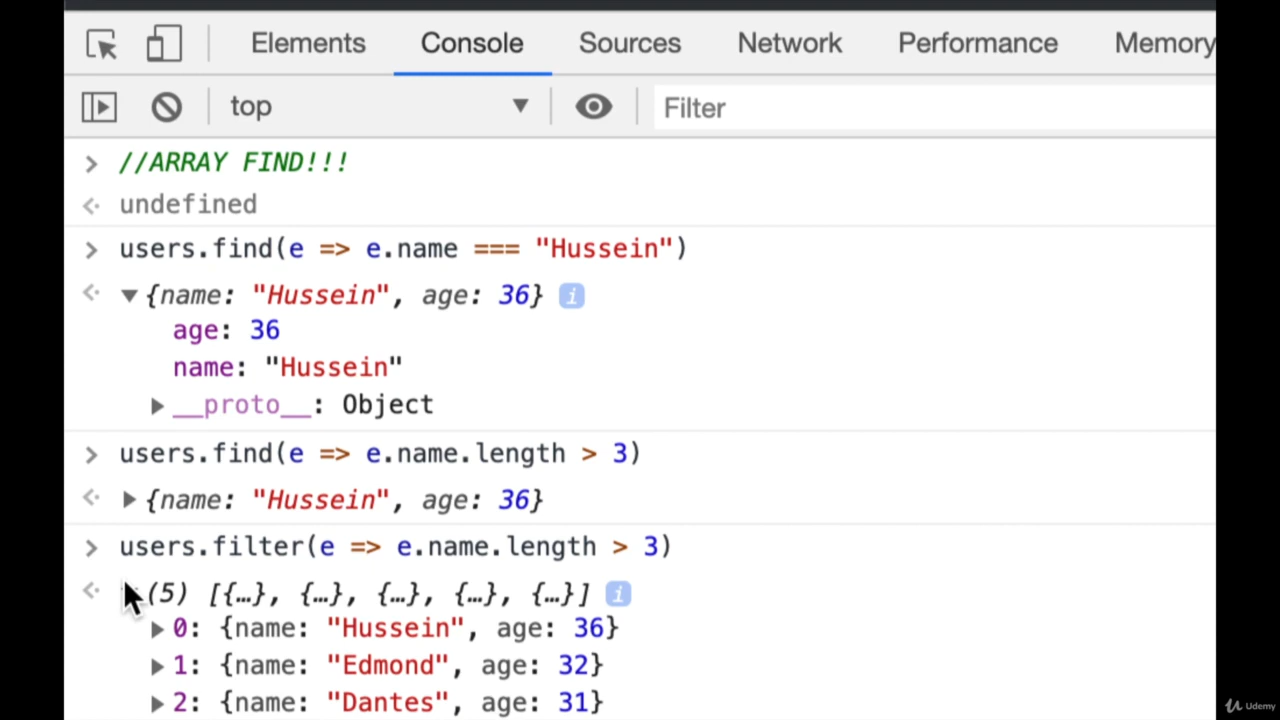 Elements Console Sources Network Performance Memory
top Filter
//ARRAY FIND!!!
undefined
users.find(e => e.name === "Hussein")
{name: "Hussein", age: 36}
age: 36
name: "Hussein"
__proto__: Object
users.find(e => e.name.length > 3)
{name: "Hussein", age: 36}
users.filter(e => e.name.length > 3)
(5) [{…}, {…}, {…}, {…}, {…}]
0: {name: "Hussein", age: 36}
1: {name: "Edmond", age: 32}
2: {name: "Dantes", age: 31}
Udemy